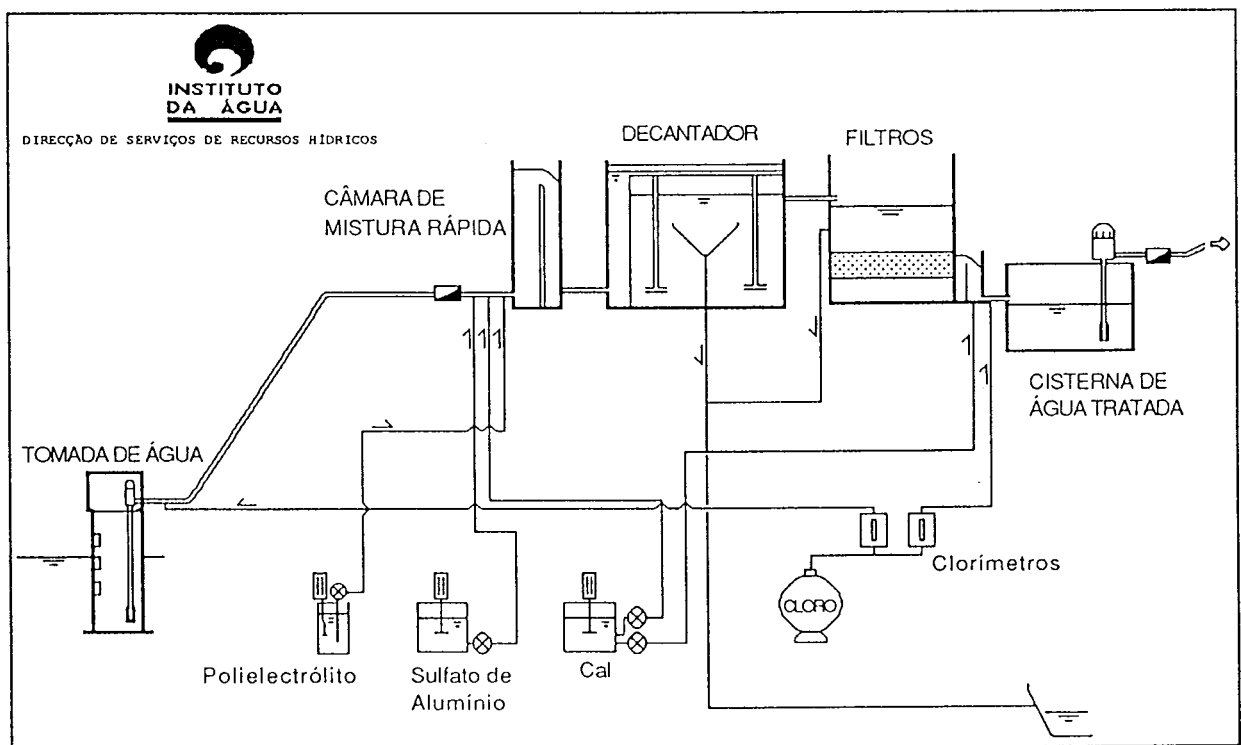 INSTITUTO
DA ÁGUA
DIRECÇÃO DE SERVIÇOS DE RECURSOS HÍDRICOS
DECANTADOR
FILTROS
CÂMARA DE
MISTURA RÁPIDA
CISTERNA DE
ÁGUA TRATADA
TOMADA DE ÁGUA
Clorímetros
CLORO
Polielectrólito
Sulfato de
Alumínio
Cal